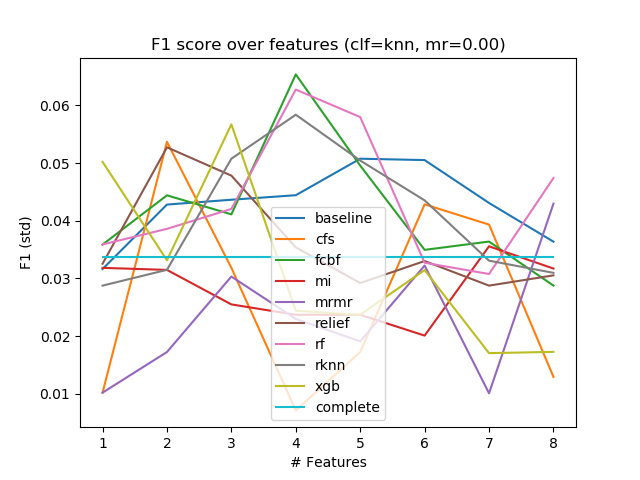 F1 score over features (clf=knn, mr=0.00)
F1 (std)
0.06
0.05
0.04
0.03
0.02
0.01
baseline
cfs
fcbf
mi
mrmr
relief
rf
rknn
xgb
complete
1 2 3 4 5 6 7 8
# Features